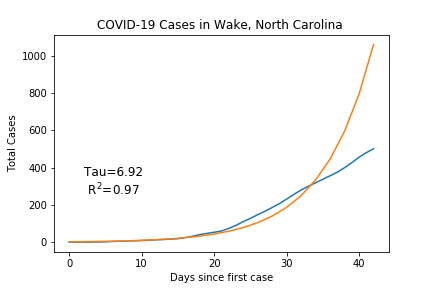 COVID-19 Cases in Wake, North Carolina
Total Cases
1000
800
600
400
200
0
Tau=6.92
R²=0.97
0 10 20 30 40
Days since first case